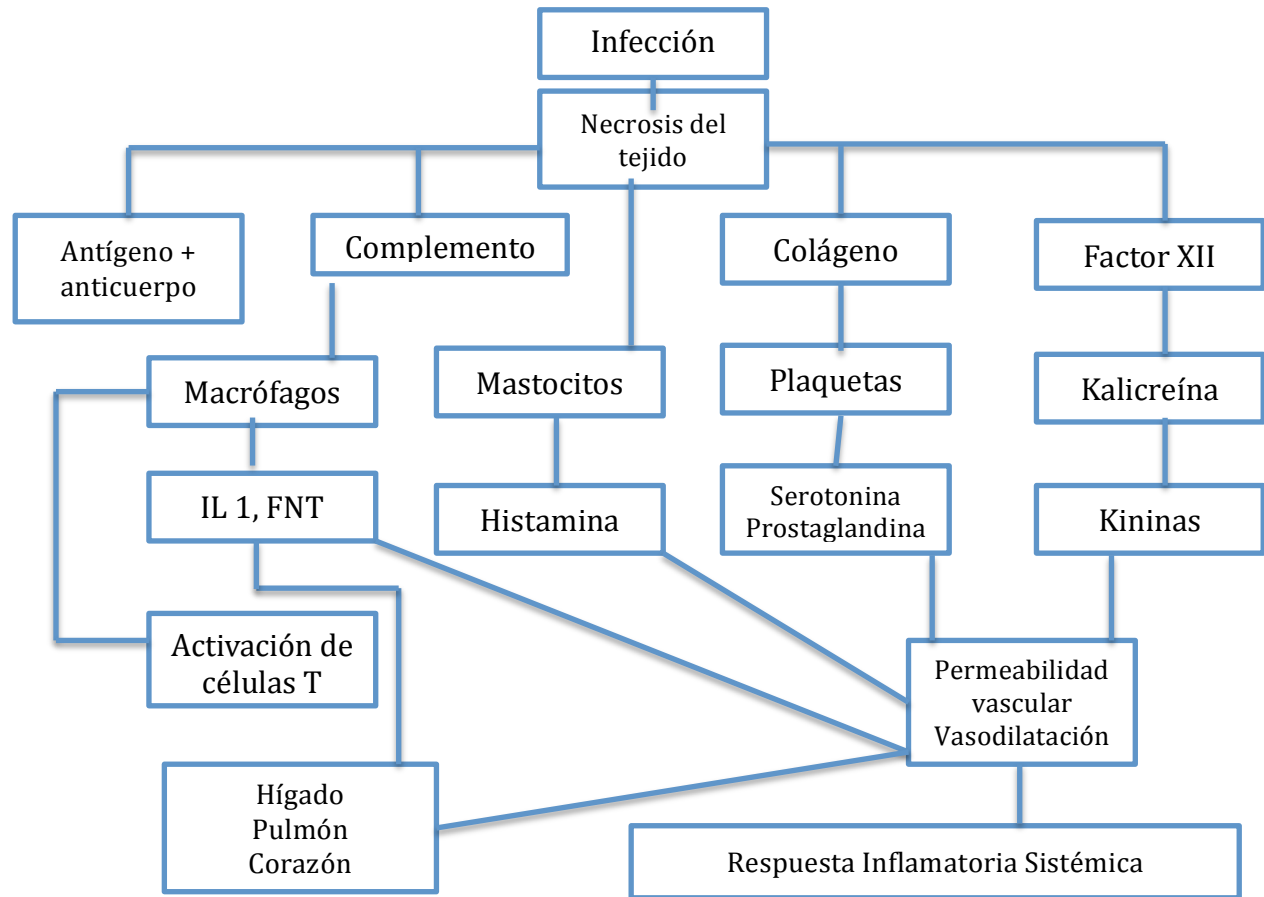 Infección
Necrosis del
tejido
Antígeno +
anticuerpo
Complemento
Colágeno
Factor XII
Macrófagos
Mastocitos
Plaquetas
Kalicreína
IL 1, FNT
Histamina
Serotonina
Prostaglandina
Kininas
Activación de
células T
Permeabilidad
vascular
Vasodilatación
Hígado
Pulmón
Corazón
Respuesta Inflamatoria Sistémica